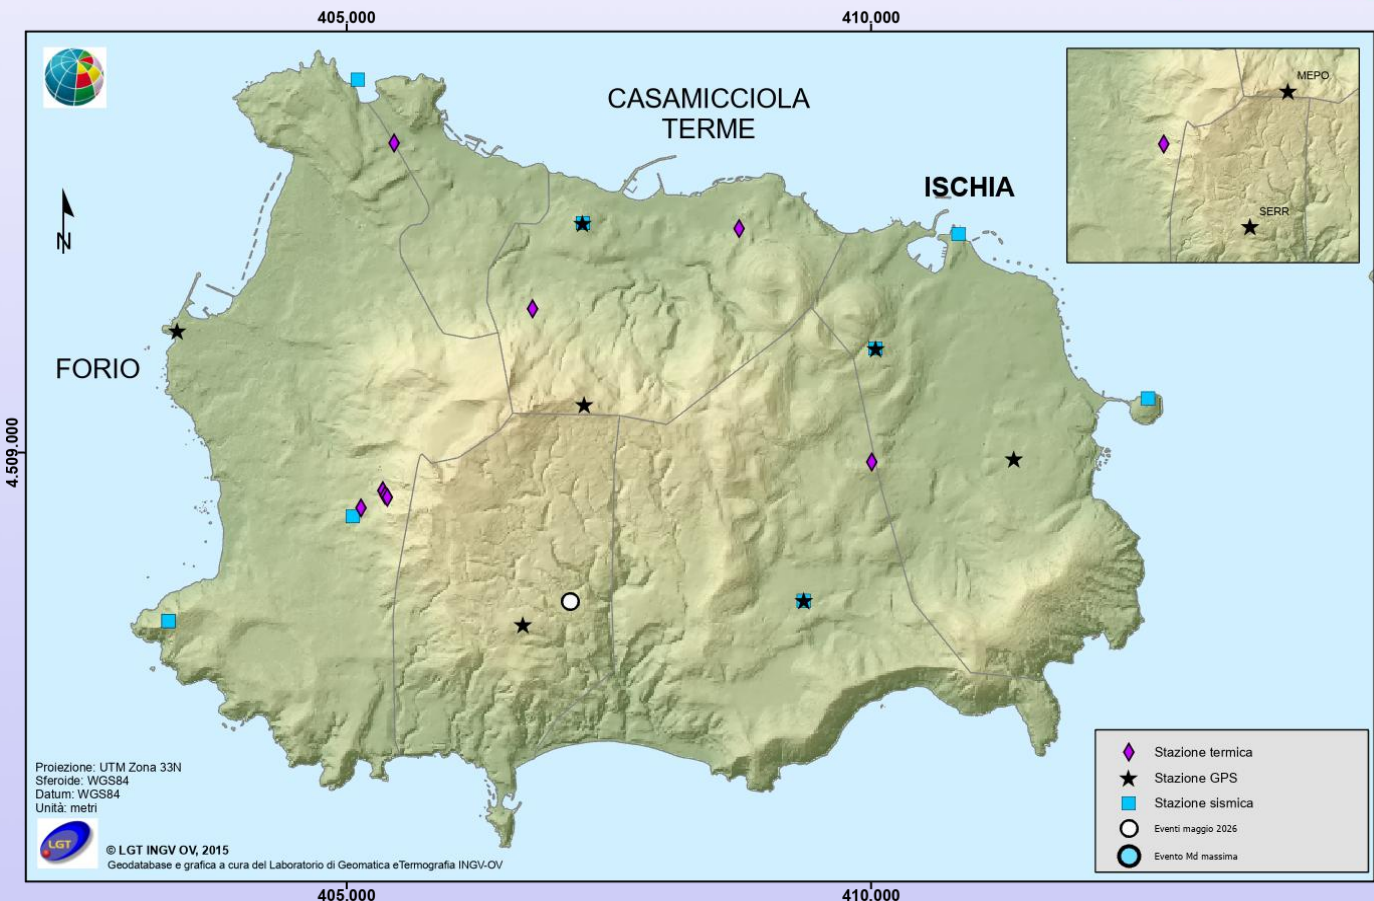 405.000
410.000
CASAMICCIOLA
TERME
MEPO
ISCHIA
SERR
N
FORIO
4.509.000
Stazione termica
Stazione GPS
Stazione sismica
Eventi maggio 2026
Evento Md massima
Proiezione: UTM Zona 33N
Sferoide: WGS84
Datum: WGS84
Unità: metri
LGT
© LGT INGV OV, 2015
Geodatabase e grafica a cura del Laboratorio di Geomatica eTermografia INGV-OV
405.000
410.000